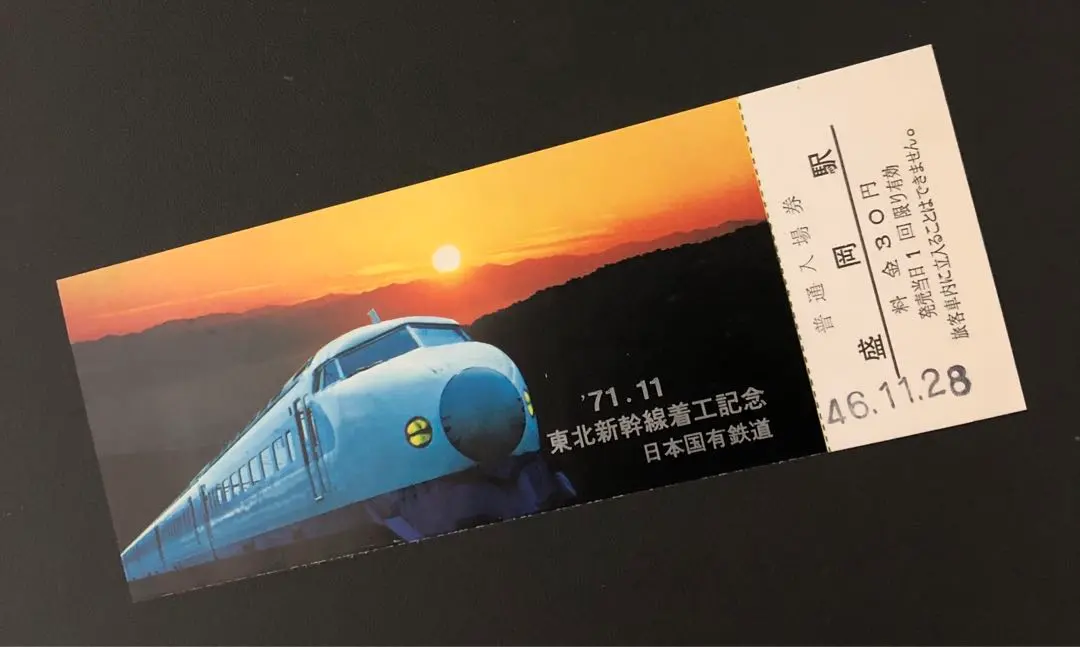 '71.11
東北新幹線着工記念
日本国有鉄道
普通入場券
盛岡駅
料金30円
発売当日1回限り有効
旅客車内に立入ることはできません。
46.11.28